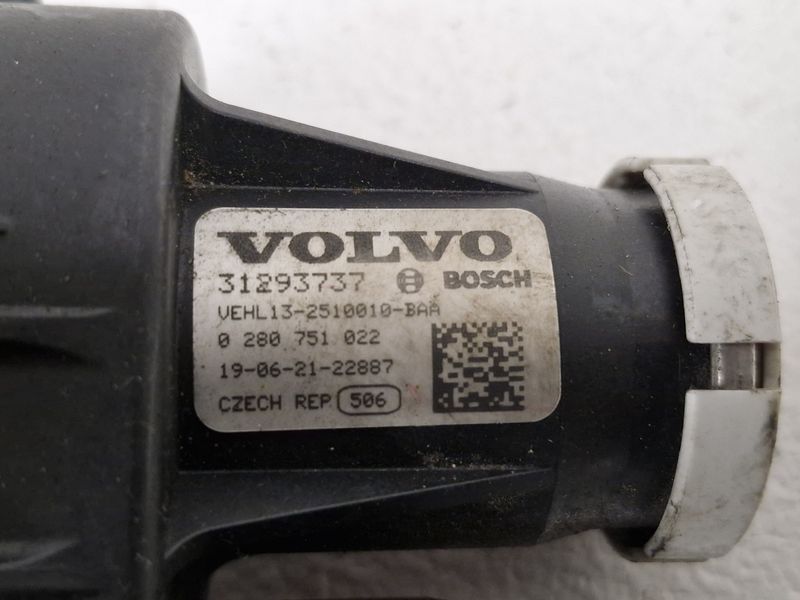 VOLVO
31293737 BOSCH
VEHL13-2510010-BAA
0 280 751 022
19-06-21-22887
CZECH REP 506